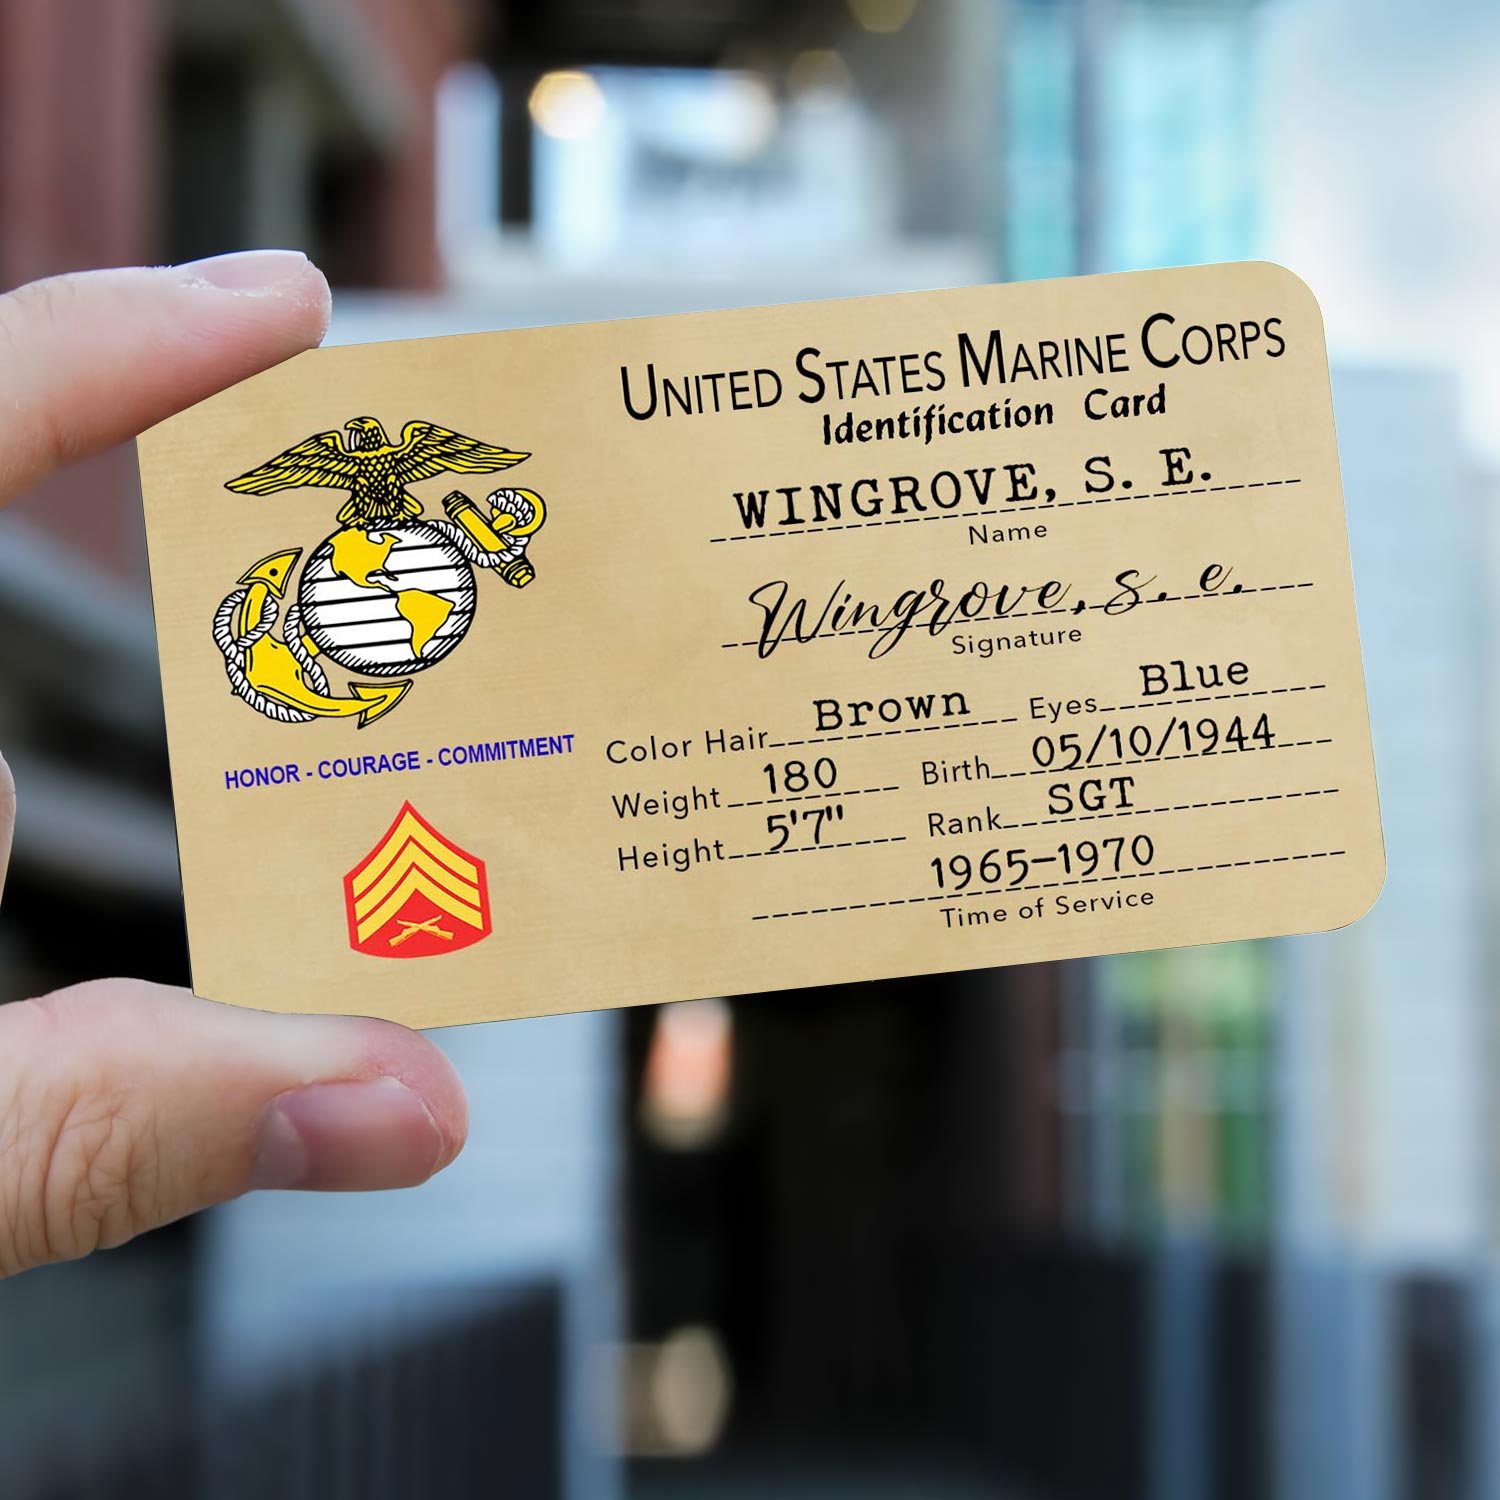 UNITED STATES MARINE CORPS
Identification Card
WINGROVE, S. E.
Name
Wingrove, s. e.
Signature
Color Hair Brown Eyes Blue
Weight 180 Birth 05/10/1944
Height 5'7" Rank SGT
1965-1970
Time of Service
HONOR - COURAGE - COMMITMENT